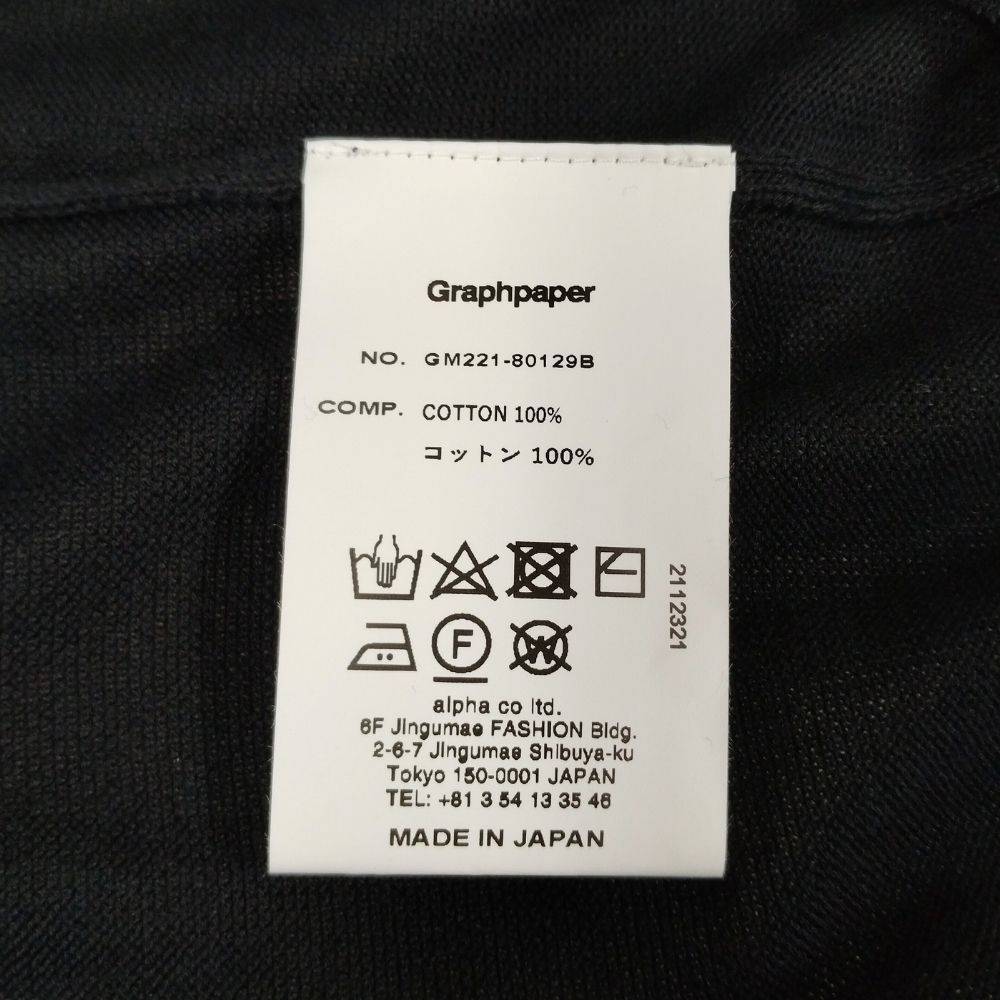 Graphpaper
NO. GM221-80129B
COMP. COTTON 100%
コットン 100%
2112321
F
W
alpha co ltd.
6F Jingumae FASHION Bldg.
2-6-7 Jingumae Shibuya-ku
Tokyo 150-0001 JAPAN
TEL: +81 3 54 13 35 46
MADE IN JAPAN